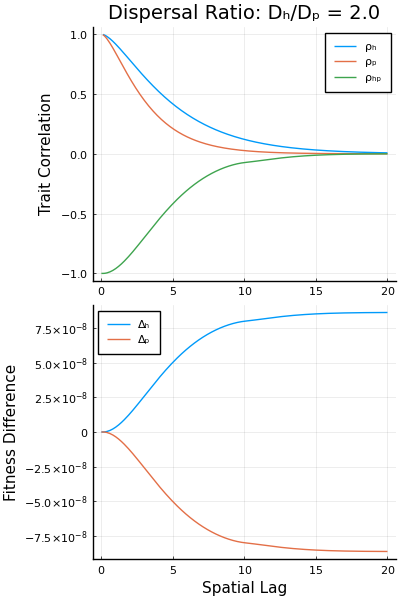 Dispersal Ratio: Dₕ/Dₚ = 2.0
1.0
0.5
0.0
−0.5
−1.0
Trait Correlation
ρₕ
ρₚ
ρₕₚ
0 5 10 15 20
7.5×10⁻⁸
5.0×10⁻⁸
2.5×10⁻⁸
0
−2.5×10⁻⁸
−5.0×10⁻⁸
−7.5×10⁻⁸
Fitness Difference
Δₕ
Δₚ
0 5 10 15 20
Spatial Lag